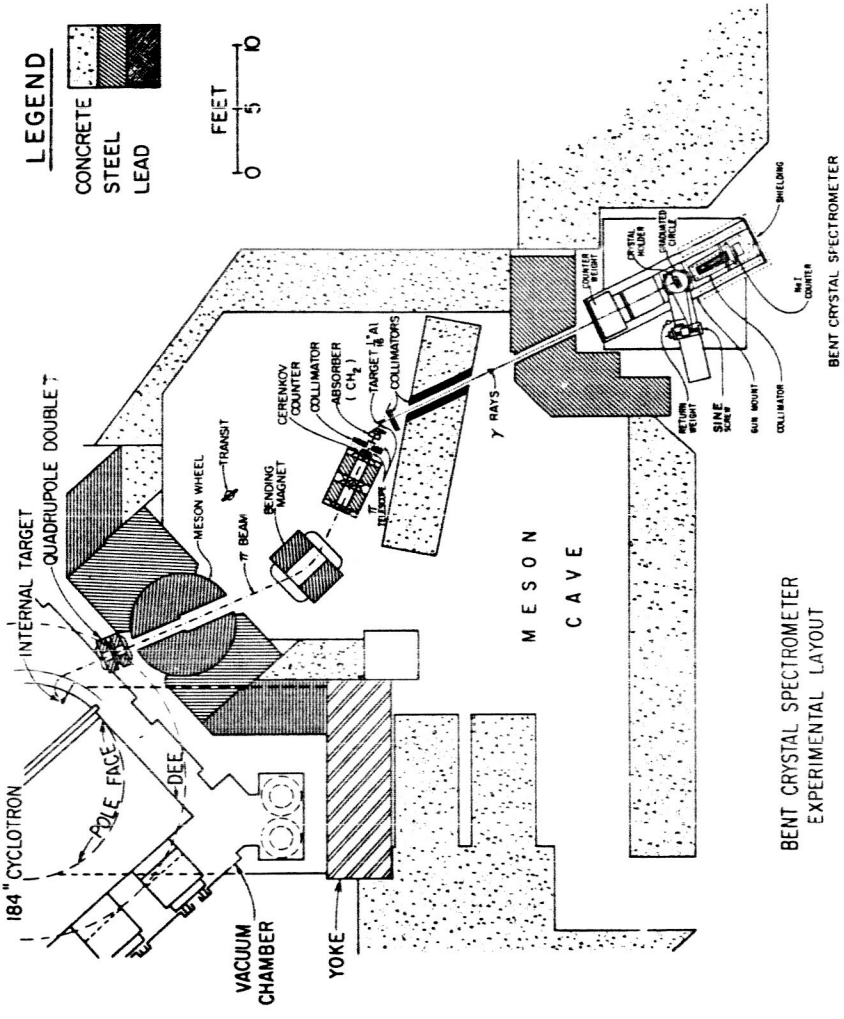 184" CYCLOTRON
POLE FACE
DEE
INTERNAL TARGET
QUADRUPOLE DOUBLET
VACUUM
CHAMBER
YOKE
MESON WHEEL
TRANSIT
π BEAM
BENDING
MAGNET
CERENKOV
COUNTER
COLLIMATOR
ABSORBER
(CH2)
TARGET 1/16" Al
COLLIMATORS
π
TELESCOPE
γ RAYS
MESON
CAVE
LEGEND
CONCRETE
STEEL
LEAD
FEET
0 5 10
COUNTER
WEIGHT
CRYSTAL
HOLDER
GRADUATED
CIRCLE
SHIELDING
NaI
COUNTER
RETURN
WEIGHT
SINE
SCREW
GUN MOUNT
COLLIMATOR
BENT CRYSTAL SPECTROMETER
BENT CRYSTAL SPECTROMETER
EXPERIMENTAL LAYOUT